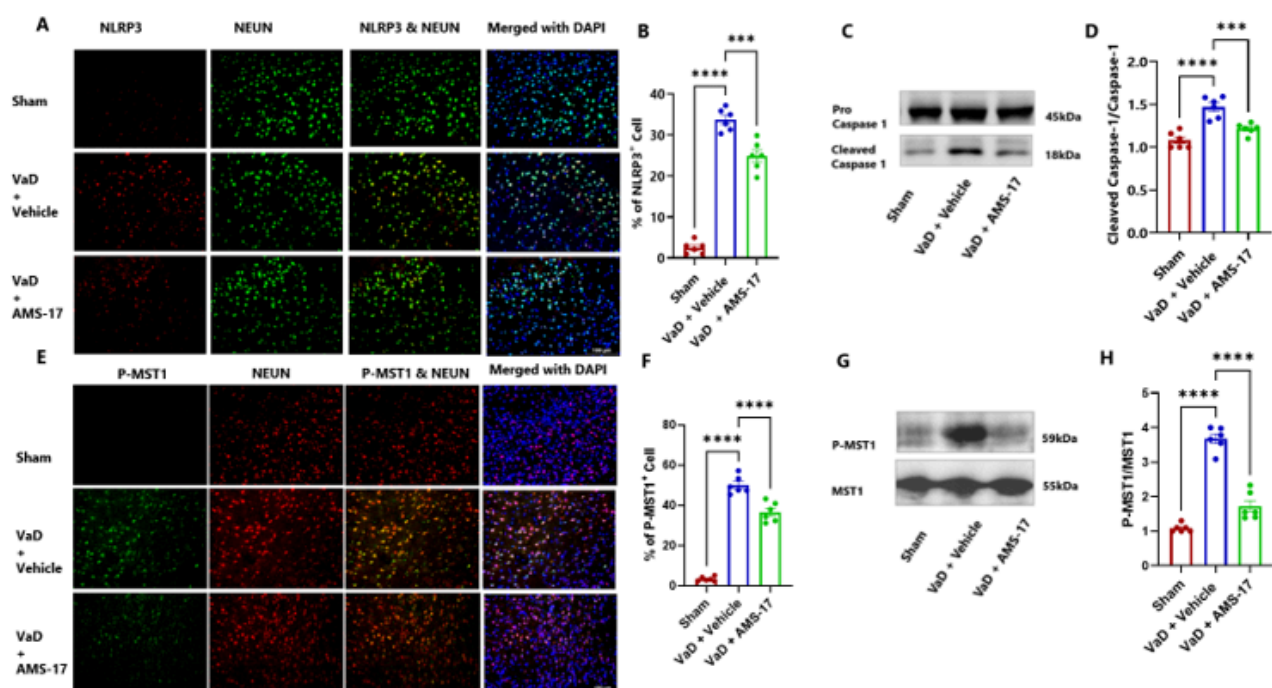 A
NLRP3
NEUN
NLRP3 & NEUN
Merged with DAPI
Sham
VaD
+
Vehicle
VaD
+
AMS-17
B
****
***
% of NLRP3+ Cell
40
30
20
10
0
Sham
VaD + Vehicle
VaD + AMS-17
C
Pro
Caspase 1
45kDa
Cleaved
Caspase 1
18kDa
Sham
VaD + Vehicle
VaD + AMS-17
D
****
***
Cleaved Caspase-1/Caspase-1
2.0
1.5
1.0
0.5
0.0
Sham
VaD + Vehicle
VaD + AMS-17
E
P-MST1
NEUN
P-MST1 & NEUN
Merged with DAPI
Sham
VaD
+
Vehicle
VaD
+
AMS-17
F
****
****
% of P-MST1+ Cell
80
60
40
20
0
Sham
VaD + Vehicle
VaD + AMS-17
G
P-MST1
59kDa
MST1
55kDa
Sham
VaD + Vehicle
VaD + AMS-17
H
****
****
P-MST1/MST1
5
4
3
2
1
0
Sham
VaD + Vehicle
VaD + AMS-17